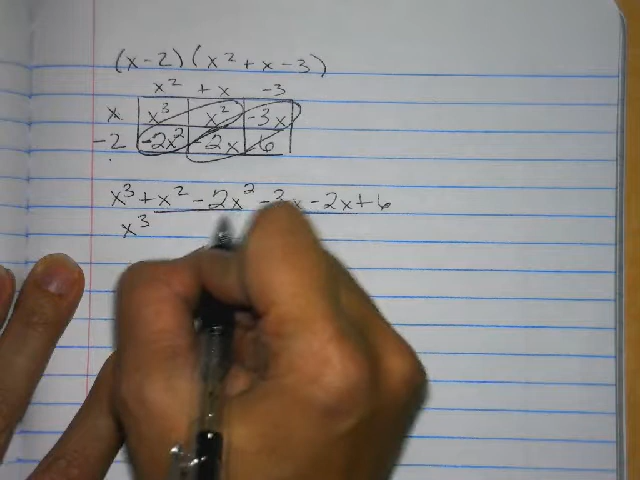 (x-2)(x²+x-3)
x² +x -3
x x³ x² -3x
-2 -2x² -2x 6
x³+x²-2x²-3x-2x+6
x³